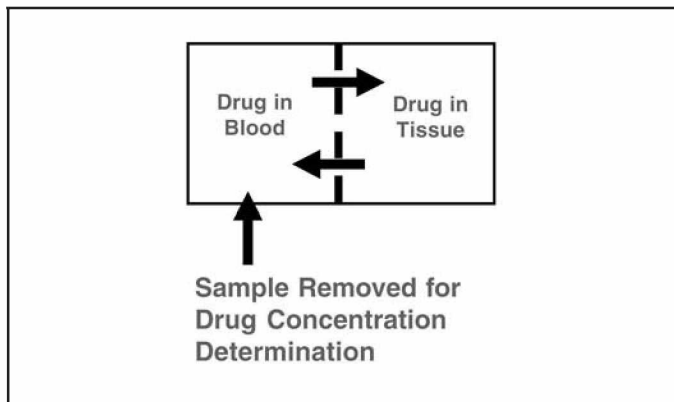 Drug in
Blood
Drug in
Tissue
Sample Removed for
Drug Concentration
Determination